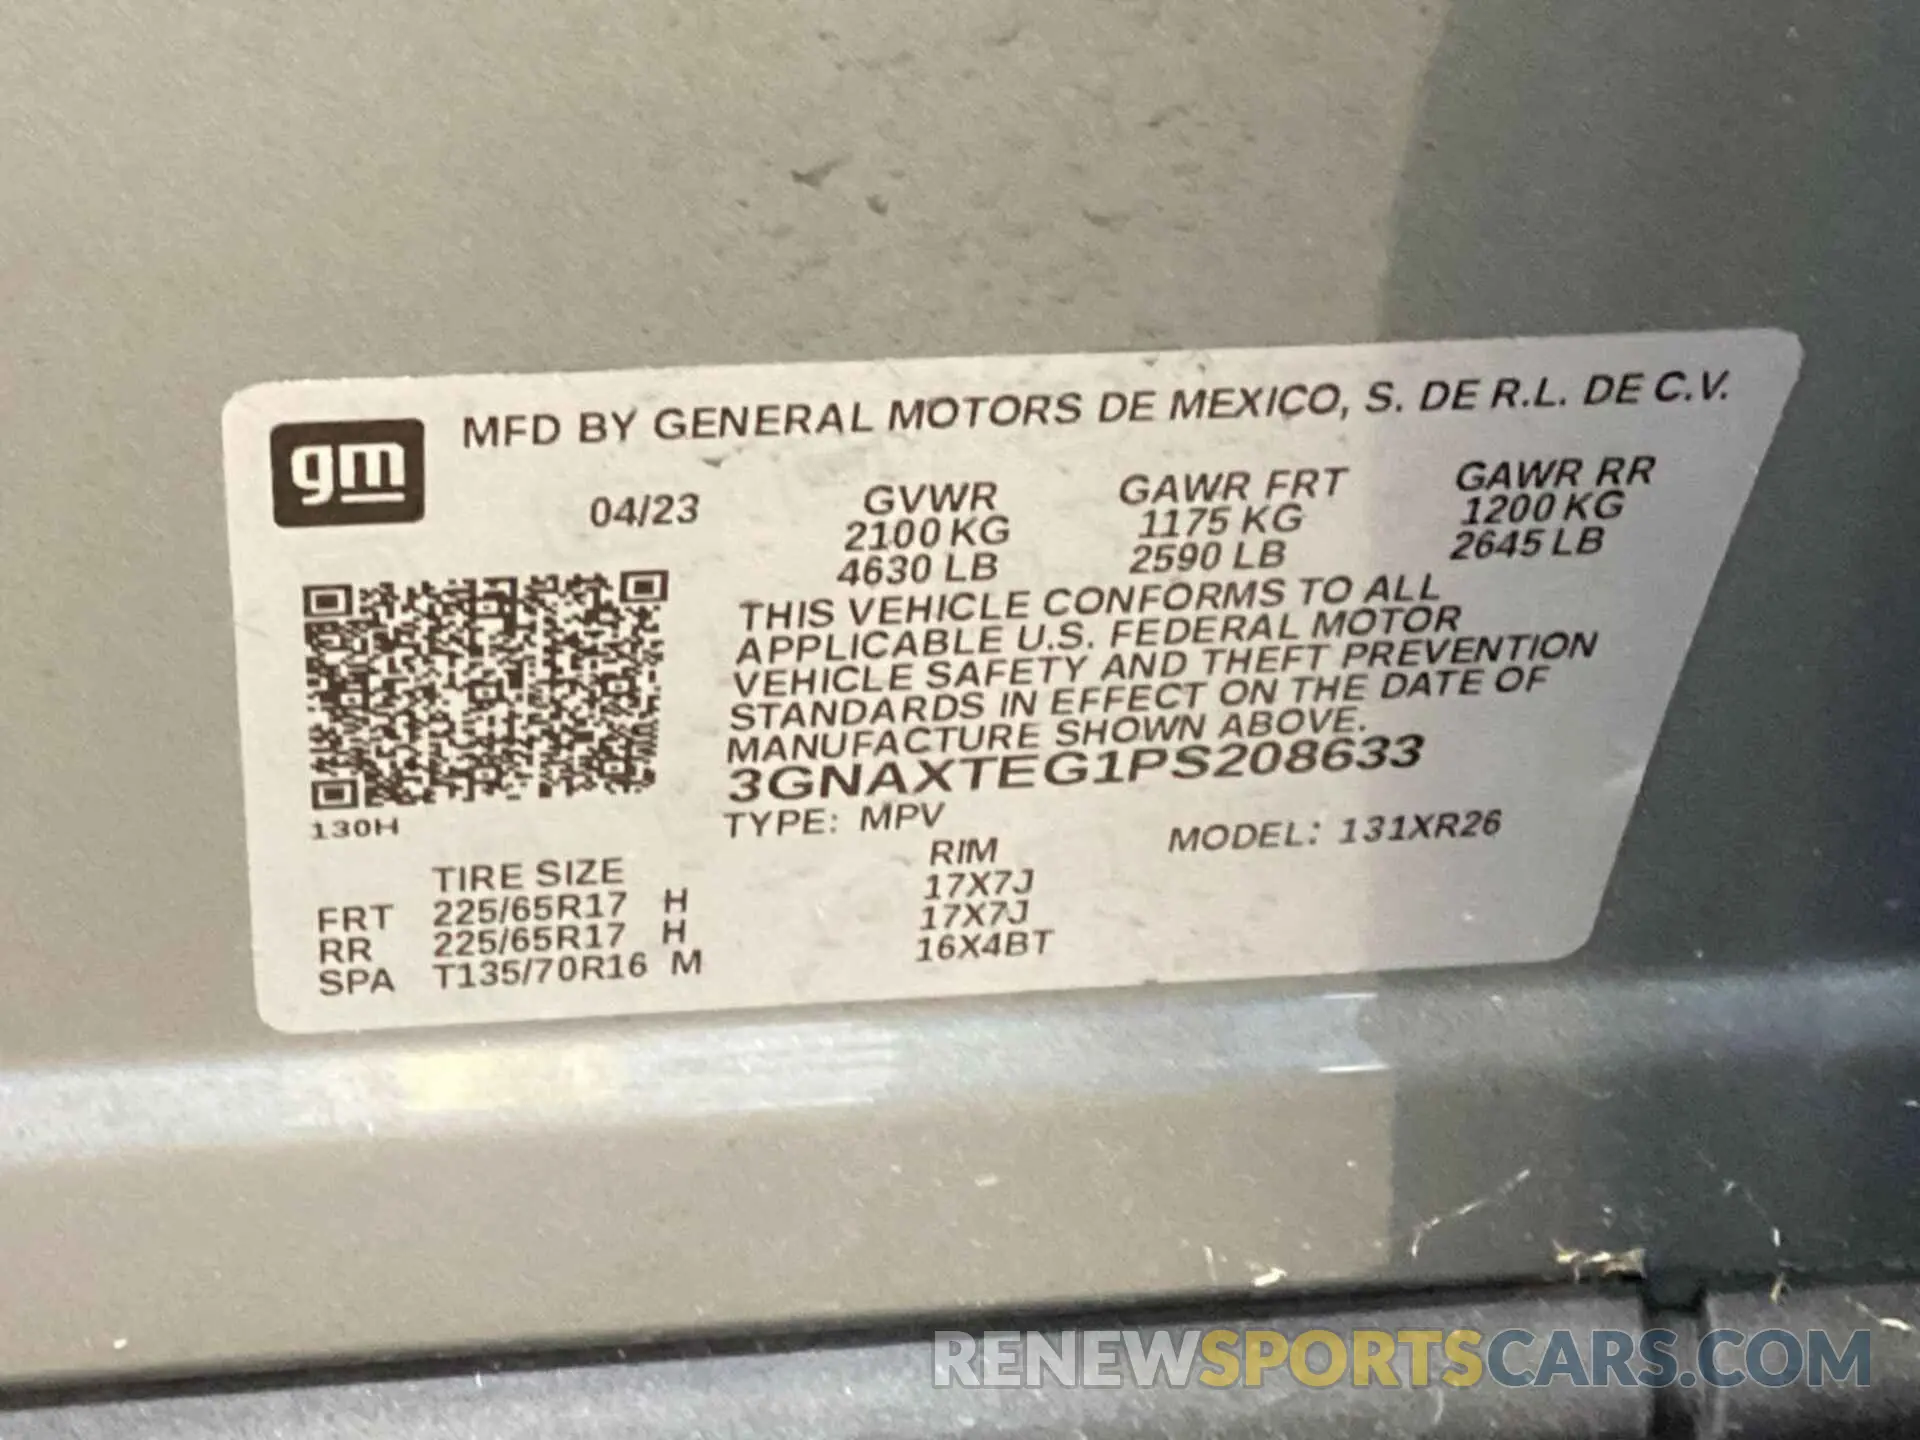 gm
MFD BY GENERAL MOTORS DE MEXICO, S. DE R.L. DE C.V.
04/23 GVWR GAWR FRT GAWR RR
2100 KG 1175 KG 1200 KG
4630 LB 2590 LB 2645 LB
THIS VEHICLE CONFORMS TO ALL
APPLICABLE U.S. FEDERAL MOTOR
VEHICLE SAFETY AND THEFT PREVENTION
STANDARDS IN EFFECT ON THE DATE OF
MANUFACTURE SHOWN ABOVE.
3GNAXTEG1PS208633
130H
TYPE: MPV MODEL: 131XR26
TIRE SIZE RIM
FRT 225/65R17 H 17X7J
RR 225/65R17 H 17X7J
SPA T135/70R16 M 16X4BT
RENEWSPORTSCARS.COM